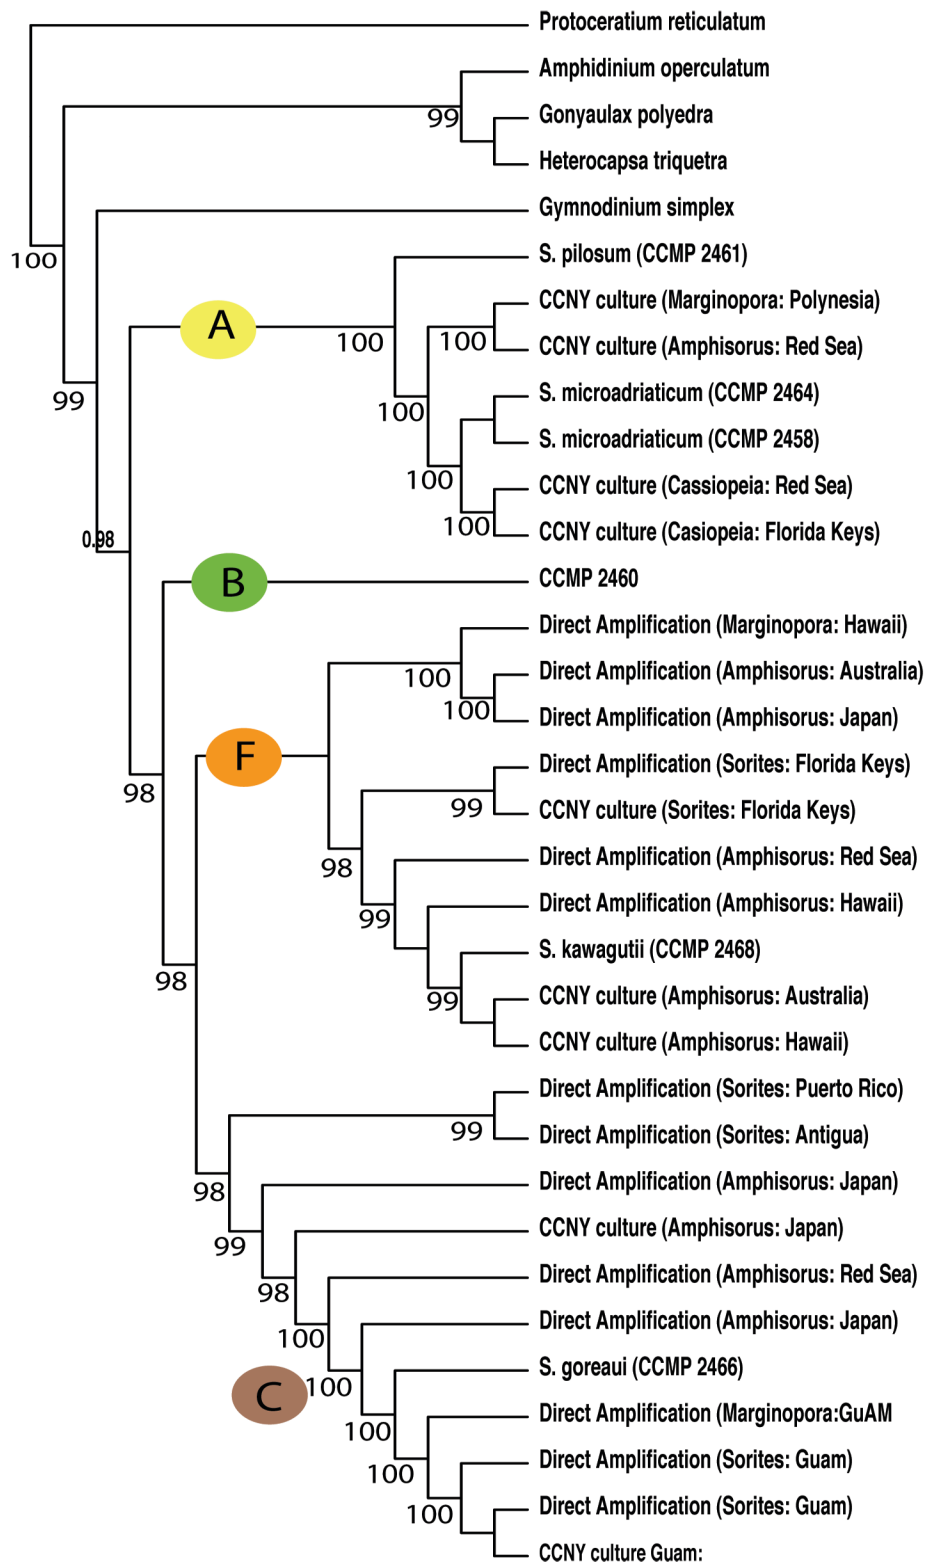 Protoceratium reticulatum
Amphidinium operculatum
99
Gonyaulax polyedra
Heterocapsa triquetra
Gymnodinium simplex
100
S. pilosum (CCMP 2461)
CCNY culture (Marginopora: Polynesia)
A
100
100
CCNY culture (Amphisorus: Red Sea)
99
S. microadriaticum (CCMP 2464)
100
S. microadriaticum (CCMP 2458)
100
CCNY culture (Cassiopeia: Red Sea)
100
CCNY culture (Casiopeia: Florida Keys)
0.98
B
CCMP 2460
Direct Amplification (Marginopora: Hawaii)
100
Direct Amplification (Amphisorus: Australia)
100
Direct Amplification (Amphisorus: Japan)
F
Direct Amplification (Sorites: Florida Keys)
98
99
CCNY culture (Sorites: Florida Keys)
98
Direct Amplification (Amphisorus: Red Sea)
99
Direct Amplification (Amphisorus: Hawaii)
S. kawagutii (CCMP 2468)
98
99
CCNY culture (Amphisorus: Australia)
CCNY culture (Amphisorus: Hawaii)
Direct Amplification (Sorites: Puerto Rico)
99
Direct Amplification (Sorites: Antigua)
98
Direct Amplification (Amphisorus: Japan)
CCNY culture (Amphisorus: Japan)
99
Direct Amplification (Amphisorus: Red Sea)
98
Direct Amplification (Amphisorus: Japan)
100
S. goreaui (CCMP 2466)
C
100
Direct Amplification (Marginopora:GuAM
100
Direct Amplification (Sorites: Guam)
100
Direct Amplification (Sorites: Guam)
100
CCNY culture Guam: